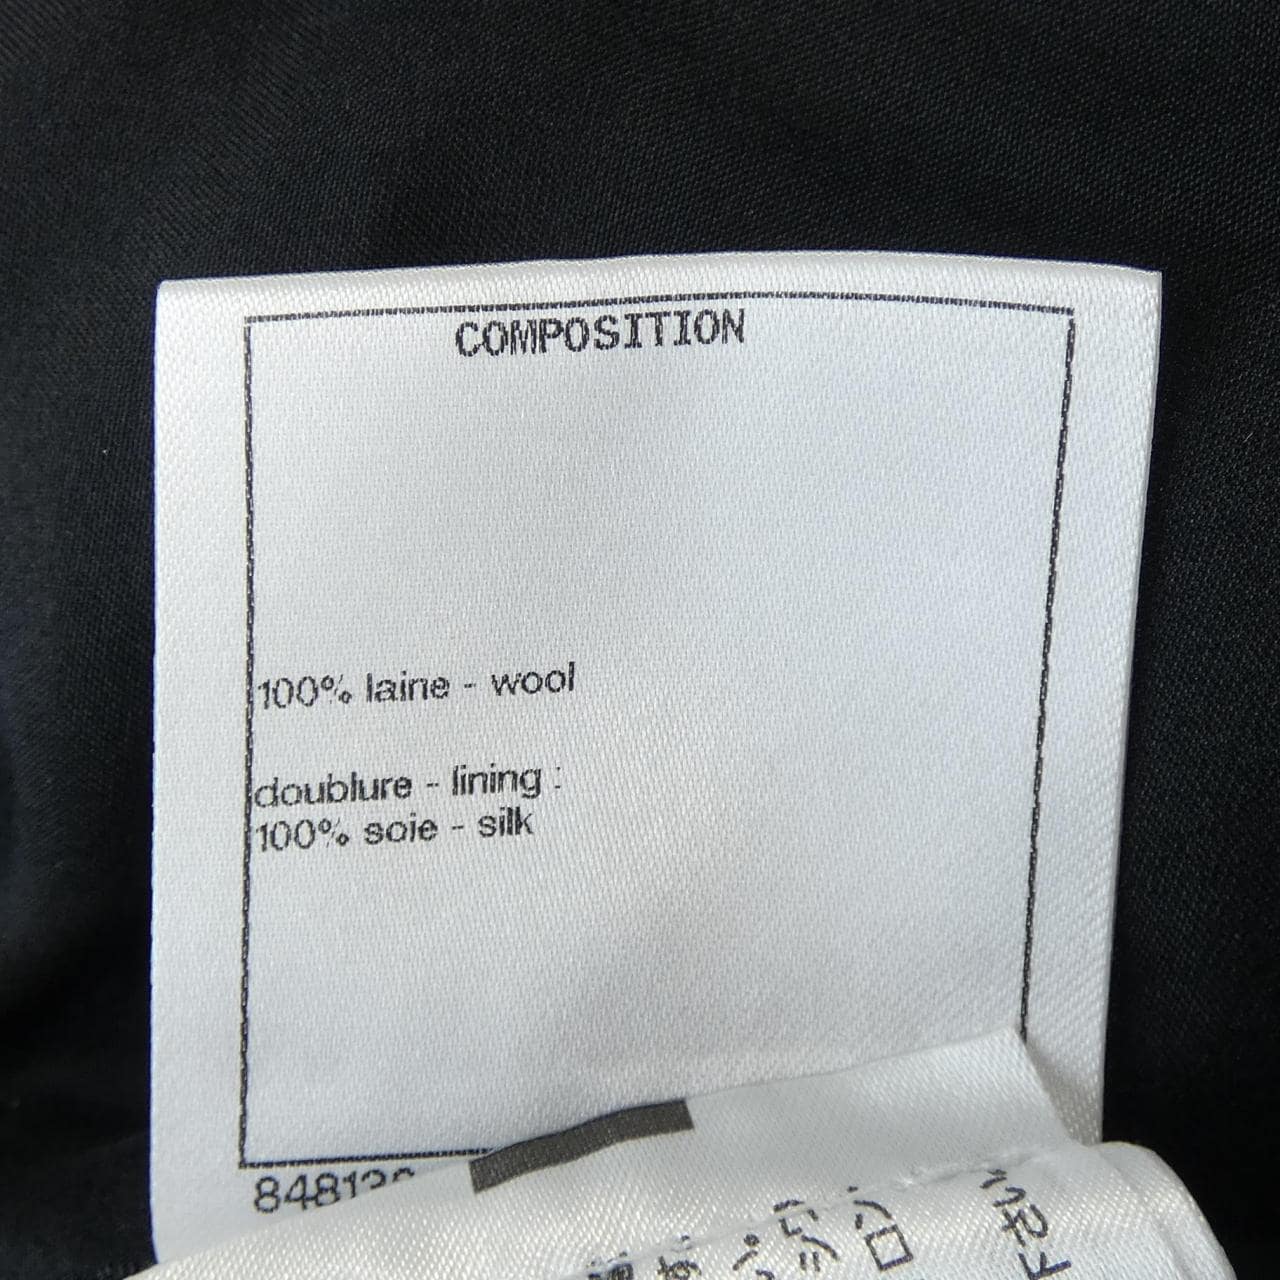 COMPOSITION
100% laine - wool
doublure - lining :
100% soie - silk